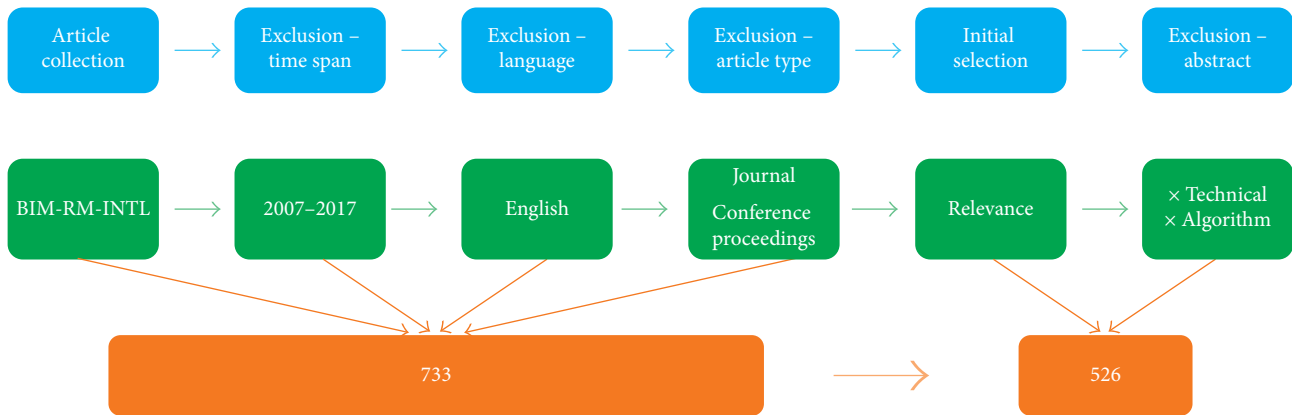 Article
collection
Exclusion –
time span
Exclusion –
language
Exclusion –
article type
Initial
selection
Exclusion –
abstract
BIM-RM-INTL
2007–2017
English
Journal
Conference
proceedings
Relevance
× Technical
× Algorithm
733
526